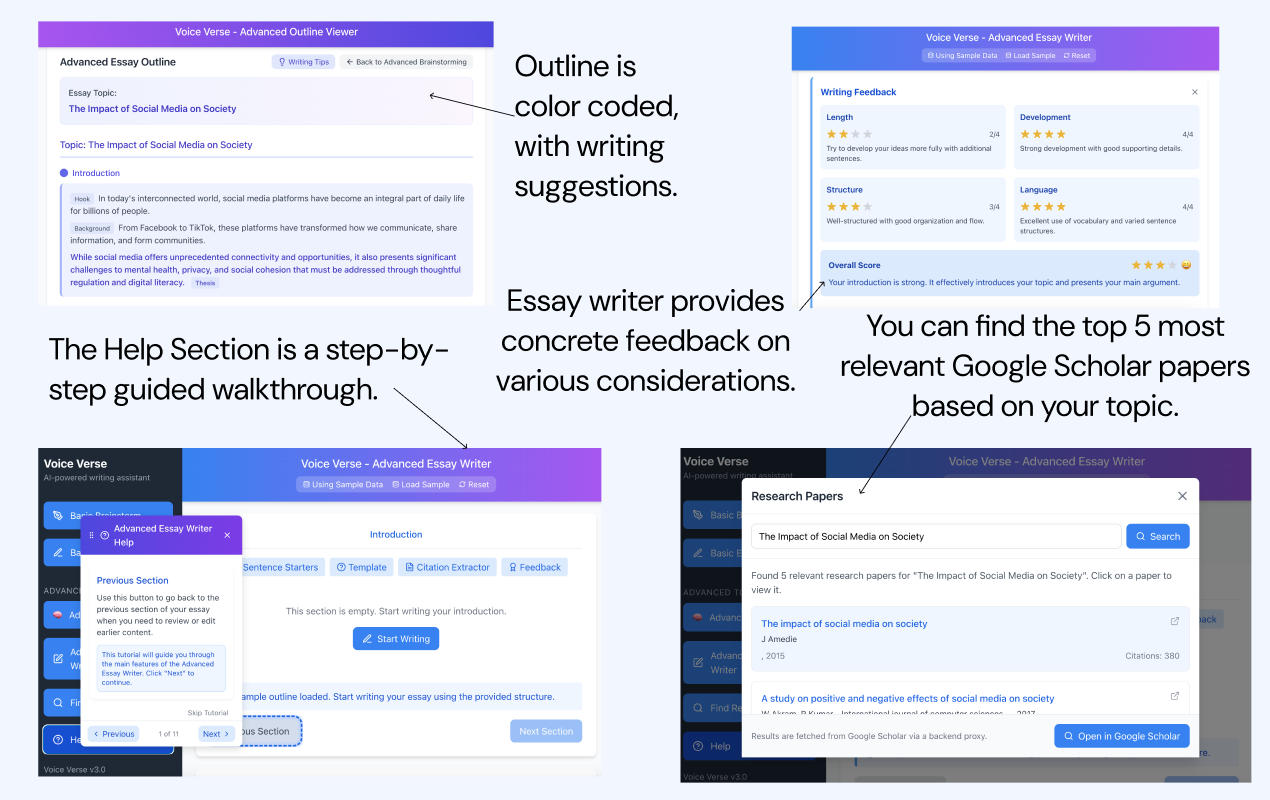 Voice Verse - Advanced Outline Viewer
Advanced Essay Outline
Writing Tips
Back to Advanced Brainstorming
Essay Topic:
The Impact of Social Media on Society
Topic: The Impact of Social Media on Society
Introduction
Hook In today's interconnected world, social media platforms have become an integral part of daily life
for billions of people.
Background From Facebook to TikTok, these platforms have transformed how we communicate, share
information, and form communities.
While social media offers unprecedented connectivity and opportunities, it also presents significant
challenges to mental health, privacy, and social cohesion that must be addressed through thoughtful
regulation and digital literacy. Thesis
Outline is
color coded,
with writing
suggestions.
Voice Verse - Advanced Essay Writer
Using Sample Data
Load Sample
Reset
Writing Feedback
Length
2/4
Try to develop your ideas more fully with additional
sentences.
Development
4/4
Strong development with good supporting details.
Structure
3/4
Well-structured with good organization and flow.
Language
4/4
Excellent use of vocabulary and varied sentence
structures.
Overall Score
Your introduction is strong. It effectively introduces your topic and presents your main argument.
Essay writer provides
concrete feedback on
various considerations.
The Help Section is a step-by-
step guided walkthrough.
You can find the top 5 most
relevant Google Scholar papers
based on your topic.
Voice Verse
AI-powered writing assistant
Voice Verse - Advanced Essay Writer
Using Sample Data
Load Sample
Reset
Basic Brainstorm
Ba
ADVANC
Ad
Adv
Wr
Fin
He
Voice Verse v3.0
Advanced Essay Writer
Help
Previous Section
Use this button to go back to the
previous section of your essay
when you need to review or edit
earlier content.
This tutorial will guide you through
the main features of the Advanced
Essay Writer. Click "Next" to
continue.
Skip Tutorial
Previous
1 of 11
Next
Introduction
Sentence Starters
Template
Citation Extractor
Feedback
This section is empty. Start writing your introduction.
Start Writing
ample outline loaded. Start writing your essay using the provided structure.
ous Section
Next Section
Voice Verse
AI-powered writing assistant
Voice Verse - Advanced Essay Writer
Using Sample Data
Load Sample
Reset
Basic B
Basic E
ADVANCED TO
Advanc
Advanc
Writer
Find Re
Help
Voice Verse v3.0
back
re.
Research Papers
The Impact of Social Media on Society
Search
Found 5 relevant research papers for "The Impact of Social Media on Society". Click on a paper to
view it.
The impact of social media on society
J Amedie
, 2015
Citations: 380
A study on positive and negative effects of social media on society
W Akram, R Kumar - International journal of computer sciences …, 2017
Results are fetched from Google Scholar via a backend proxy.
Open in Google Scholar